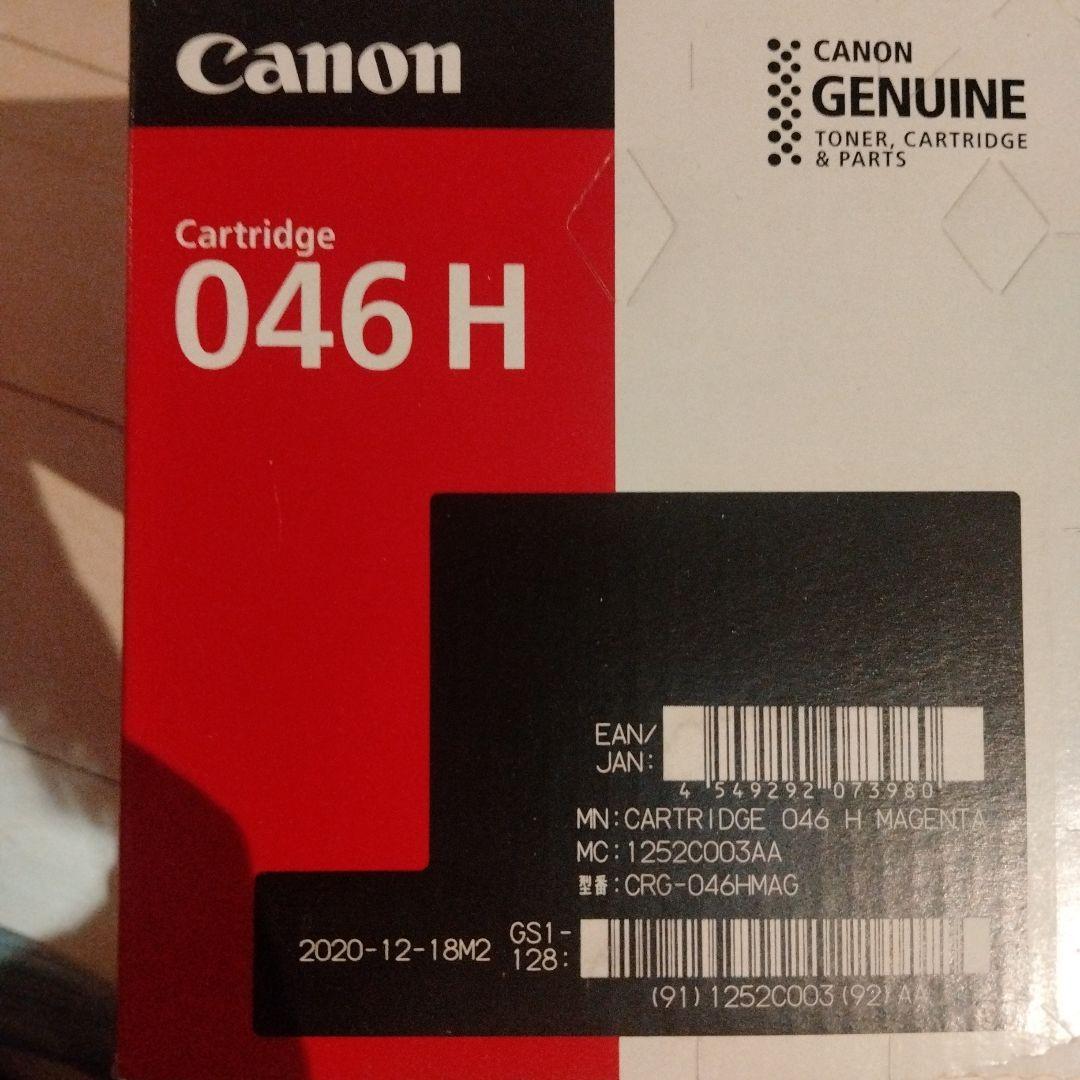 Canon
CANON
GENUINE
TONER, CARTRIDGE
& PARTS
Cartridge
046 H
EAN/
JAN:
4 549292 073980
MN:CARTRIDGE 046 H MAGENTA
MC:1252C003AA
型番:CRG-046HMAG
2020-12-18M2
GS1-
128:
(91)1252C003(92)AA